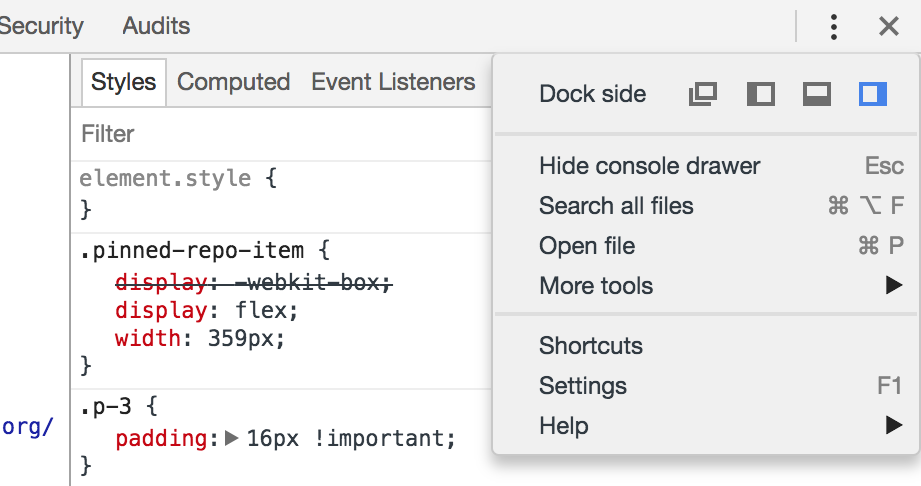 Security Audits
Styles Computed Event Listeners
Filter
element.style {
}
.pinned-repo-item {
display: -webkit-box;
display: flex;
width: 359px;
}
.p-3 {
padding: 16px !important;
}
org/
Dock side
Hide console drawer Esc
Search all files ⌘ ⌥ F
Open file ⌘ P
More tools
Shortcuts
Settings F1
Help